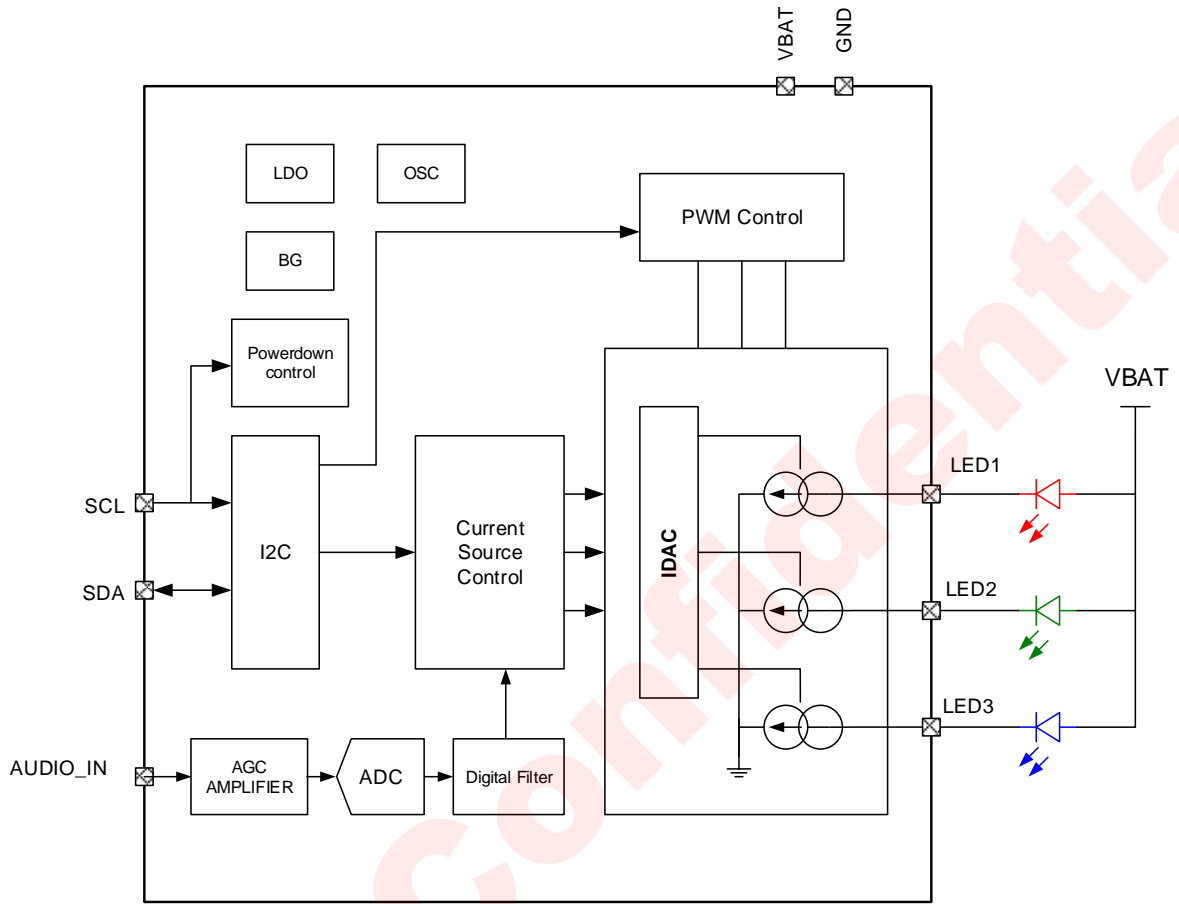 VBAT
GND
LDO
OSC
PWM Control
BG
Powerdown
control
VBAT
LED1
SCL
I2C
Current
Source
Control
IDAC
SDA
LED2
LED3
AUDIO_IN
AGC
AMPLIFIER
ADC
Digital Filter
Confidentia